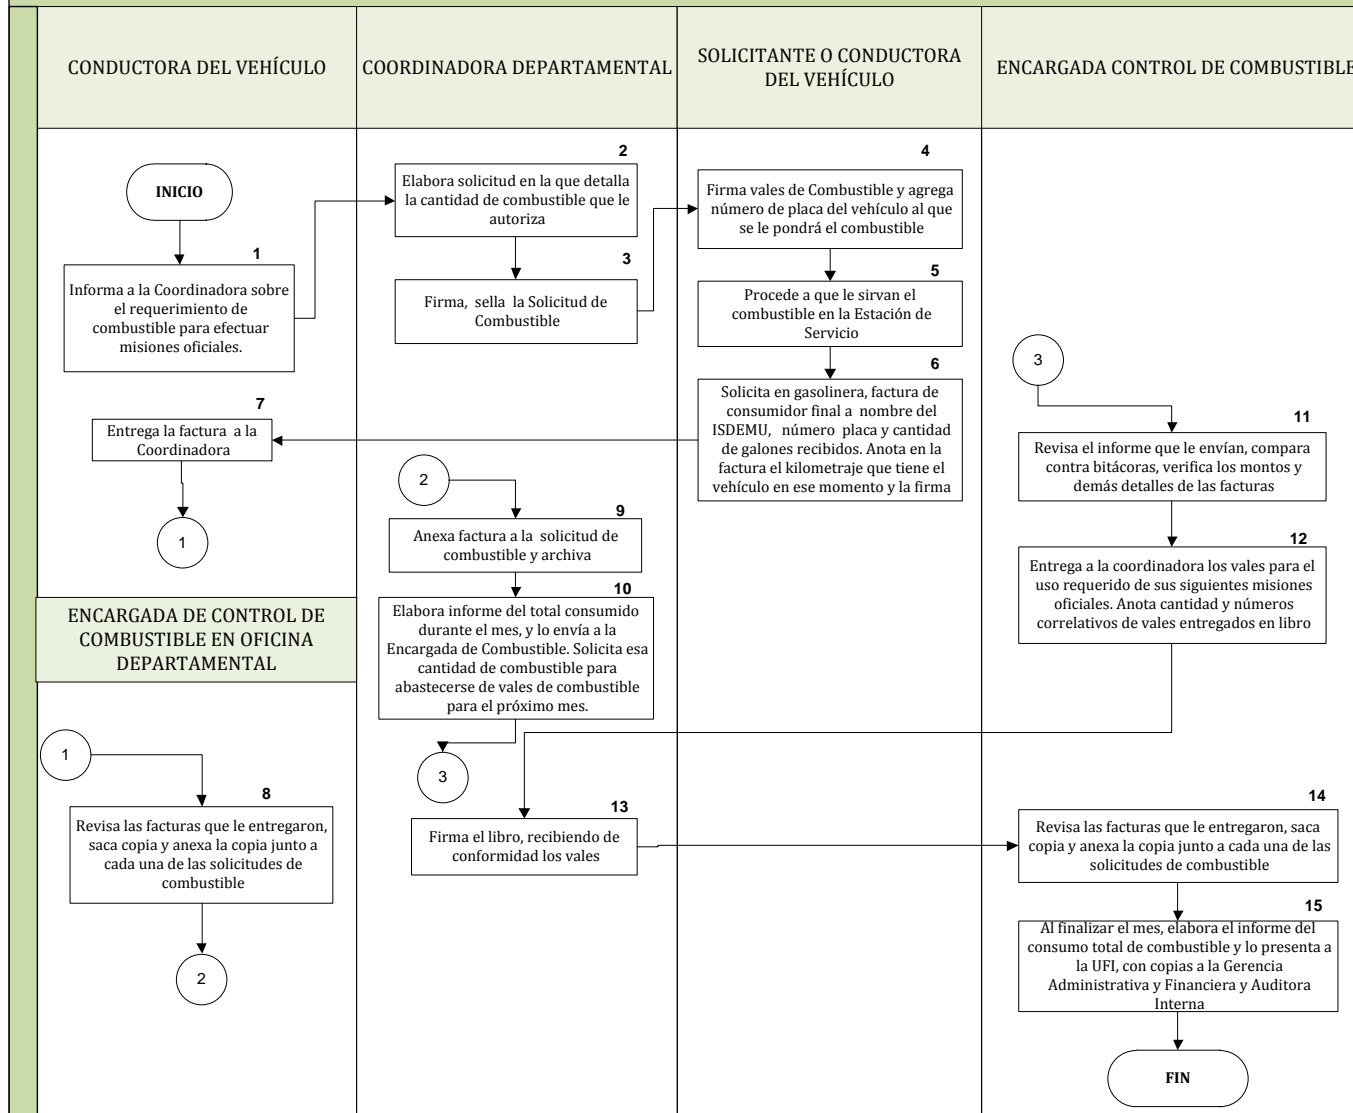 CONDUCTORA DEL VEHÍCULO
COORDINADORA DEPARTAMENTAL
SOLICITANTE O CONDUCTORA
DEL VEHÍCULO
ENCARGADA CONTROL DE COMBUSTIBLE
INICIO
1
Informa a la Coordinadora sobre
el requerimiento de
combustible para efectuar
misiones oficiales.
2
Elabora solicitud en la que detalla
la cantidad de combustible que le
autoriza
3
Firma, sella la Solicitud de
Combustible
4
Firma vales de Combustible y agrega
número de placa del vehículo al que
se le pondrá el combustible
5
Procede a que le sirvan el
combustible en la Estación de
Servicio
6
Solicita en gasolinera, factura de
consumidor final a nombre del
ISDEMU, número placa y cantidad
de galones recibidos. Anota en la
factura el kilometraje que tiene el
vehículo en ese momento y la firma
7
Entrega la factura a la
Coordinadora
1
ENCARGADA DE CONTROL DE
COMBUSTIBLE EN OFICINA
DEPARTAMENTAL
1
8
Revisa las facturas que le entregaron,
saca copia y anexa la copia junto a
cada una de las solicitudes de
combustible
2
2
9
Anexa factura a la solicitud de
combustible y archiva
10
Elabora informe del total consumido
durante el mes, y lo envía a la
Encargada de Combustible. Solicita esa
cantidad de combustible para
abastecerse de vales de combustible
para el próximo mes.
3
3
11
Revisa el informe que le envían, compara
contra bitácoras, verifica los montos y
demás detalles de las facturas
12
Entrega a la coordinadora los vales para el
uso requerido de sus siguientes misiones
oficiales. Anota cantidad y números
correlativos de vales entregados en libro
13
Firma el libro, recibiendo de
conformidad los vales
14
Revisa las facturas que le entregaron, saca
copia y anexa la copia junto a cada una de las
solicitudes de combustible
15
Al finalizar el mes, elabora el informe del
consumo total de combustible y lo presenta a
la UFI, con copias a la Gerencia
Administrativa y Financiera y Auditora
Interna
FIN